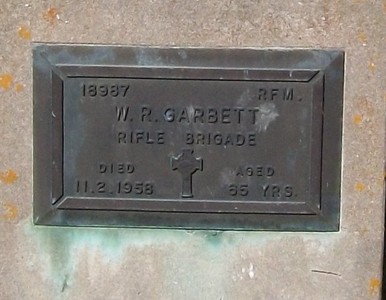 18987 RFM.
W. R. GARBETT
RIFLE BRIGADE
DIED AGED
11.2.1958 65 YRS.